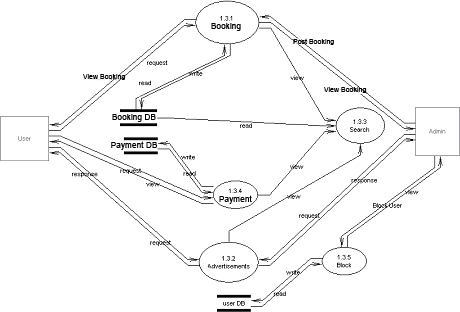 1.3.1
Booking
Post Booking
request
View Booking
write
read
view
View Booking
Booking DB
User
read
1.3.3
Search
Admin
Payment DB
write
read
view
request
view
response
1.3.4
Payment
view
response
view
Block User
request
request
1.3.2
Advertisements
1.3.5
Block
write
read
user DB